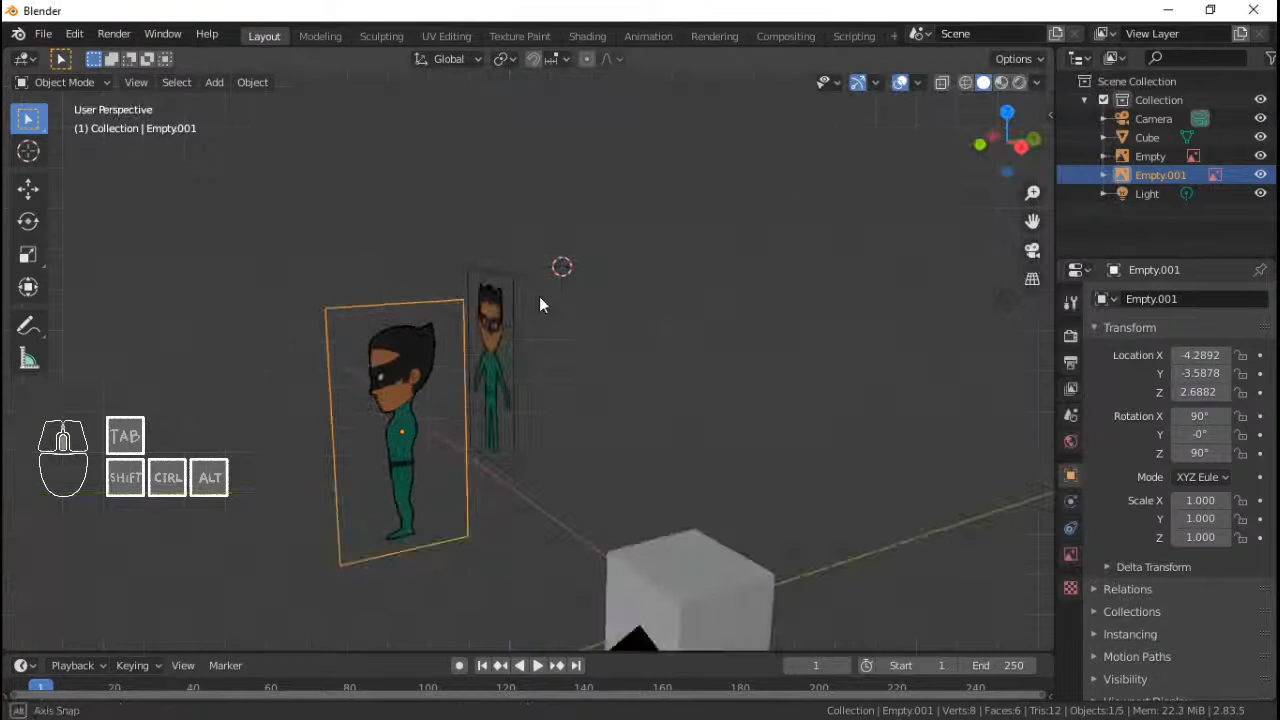 Blender
File Edit Render Window Help Layout Modeling Sculpting UV Editing Texture Paint Shading Animation Rendering Compositing Scripting + Scene View Layer
Global Options
Object Mode View Select Add Object
User Perspective
(1) Collection | Empty.001
Z
X
Scene Collection
Collection
Camera
Cube
Empty
Empty.001
Light
Empty.001
Empty.001
Transform
Location X -4.2892
Y -3.5878
Z 2.6882
Rotation X 90°
Y -0°
Z 90°
Mode XYZ Eule
Scale X 1.000
Y 1.000
Z 1.000
Delta Transform
Relations
Collections
Instancing
Motion Paths
Visibility
TAB
SHIFT CTRL ALT
Playback Keying View Marker 1 Start 1 End 250
1 20 40 60 80 100 120 140 160 180 200 220 240
Axis Snap Collection | Empty.001 | Verts:8 | Faces:6 | Tris:12 | Objects:1/5 | Mem: 22.3 MiB | 2.83.5